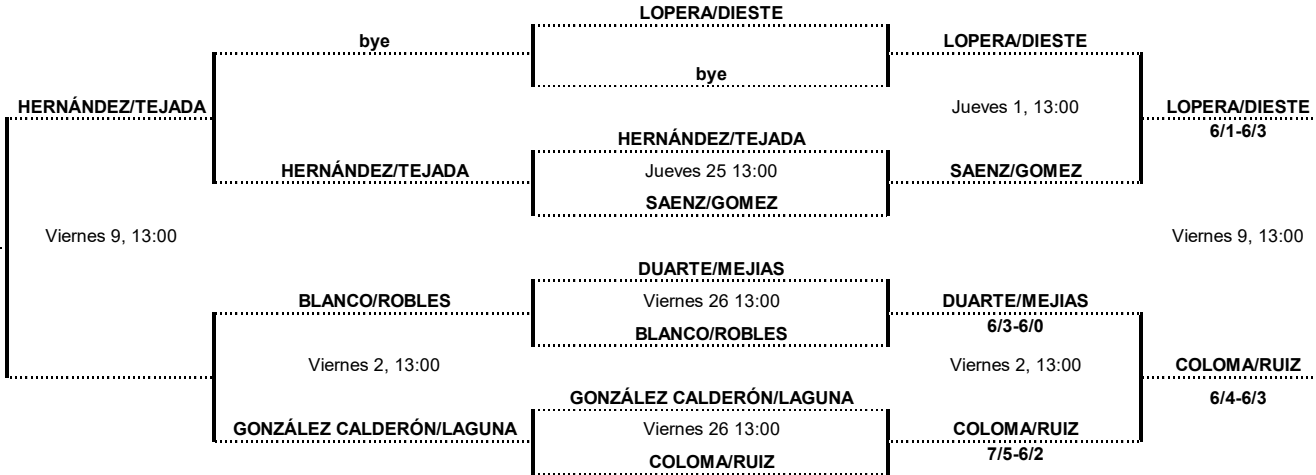 LOPERA/DIESTE
bye
LOPERA/DIESTE
bye
HERNÁNDEZ/TEJADA
Jueves 1, 13:00
LOPERA/DIESTE
6/1-6/3
HERNÁNDEZ/TEJADA
HERNÁNDEZ/TEJADA
Jueves 25 13:00
SAENZ/GOMEZ
SAENZ/GOMEZ
Viernes 9, 13:00
Viernes 9, 13:00
DUARTE/MEJIAS
BLANCO/ROBLES
Viernes 26 13:00
DUARTE/MEJIAS
6/3-6/0
BLANCO/ROBLES
Viernes 2, 13:00
Viernes 2, 13:00
COLOMA/RUIZ
6/4-6/3
GONZÁLEZ CALDERÓN/LAGUNA
GONZÁLEZ CALDERÓN/LAGUNA
Viernes 26 13:00
COLOMA/RUIZ
7/5-6/2
COLOMA/RUIZ